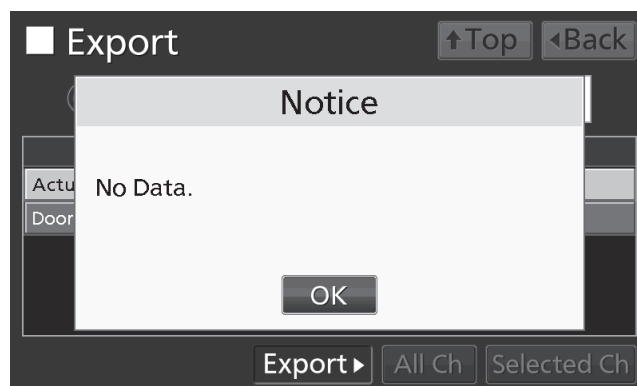 Export
Top
Back
Notice
Actu
No Data.
Door
OK
Export
All Ch
Selected Ch